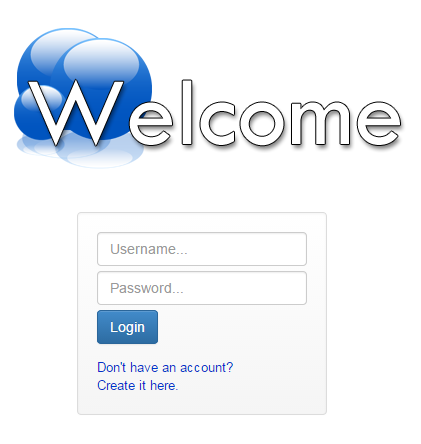 Welcome
Username...
Password...
Login
Don't have an account?
Create it here.